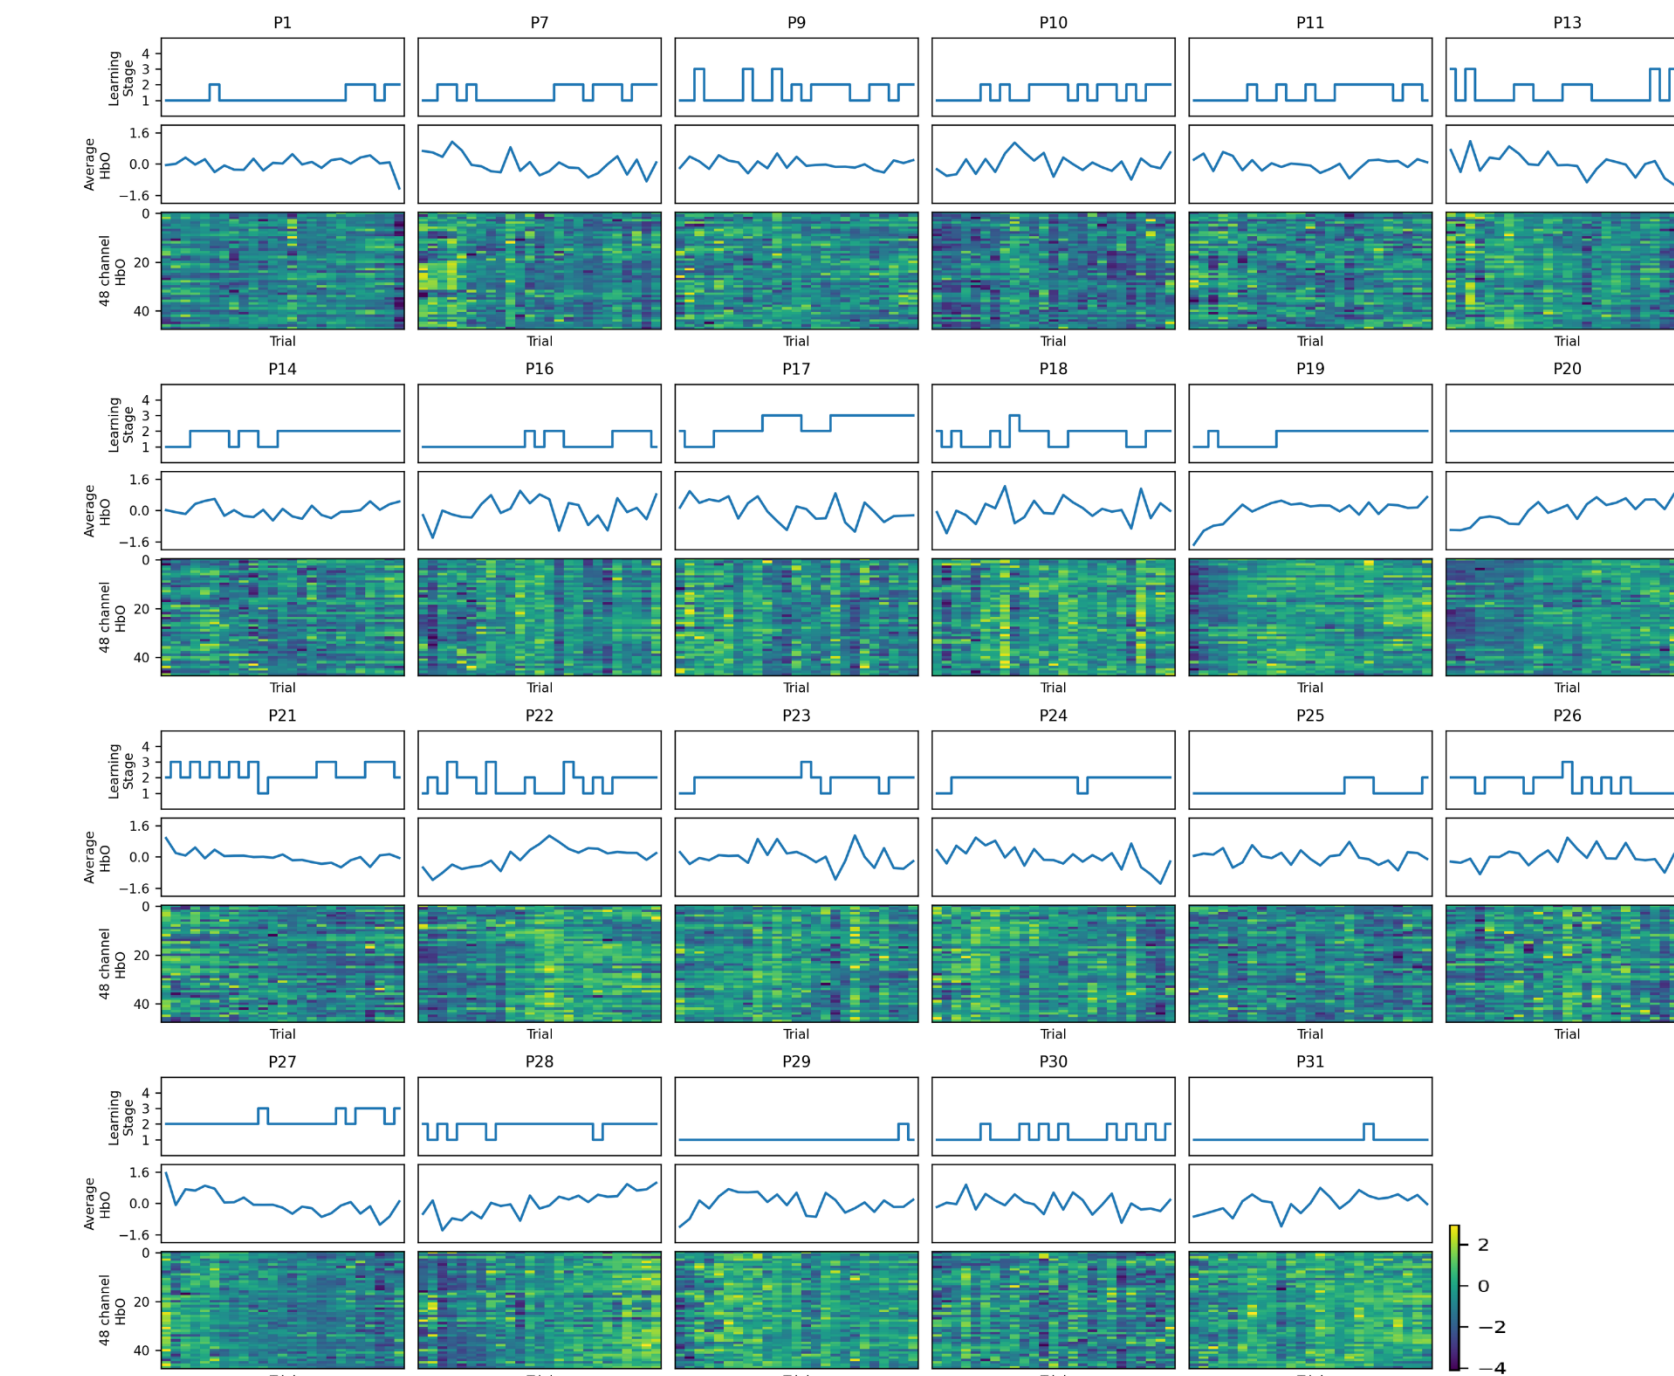 P1 P7 P9 P10 P11 P13
Learning
Stage
4
3
2
1
Average
HbO
1.6
0.0
−1.6
48 channel
HbO
0
20
40
Trial Trial Trial Trial Trial Trial
P14 P16 P17 P18 P19 P20
Learning
Stage
4
3
2
1
Average
HbO
1.6
0.0
−1.6
48 channel
HbO
0
20
40
Trial Trial Trial Trial Trial Trial
P21 P22 P23 P24 P25 P26
Learning
Stage
4
3
2
1
Average
HbO
1.6
0.0
−1.6
48 channel
HbO
0
20
40
Trial Trial Trial Trial Trial Trial
P27 P28 P29 P30 P31
Learning
Stage
4
3
2
1
Average
HbO
1.6
0.0
−1.6
48 channel
HbO
0
20
40
2
0
−2
−4